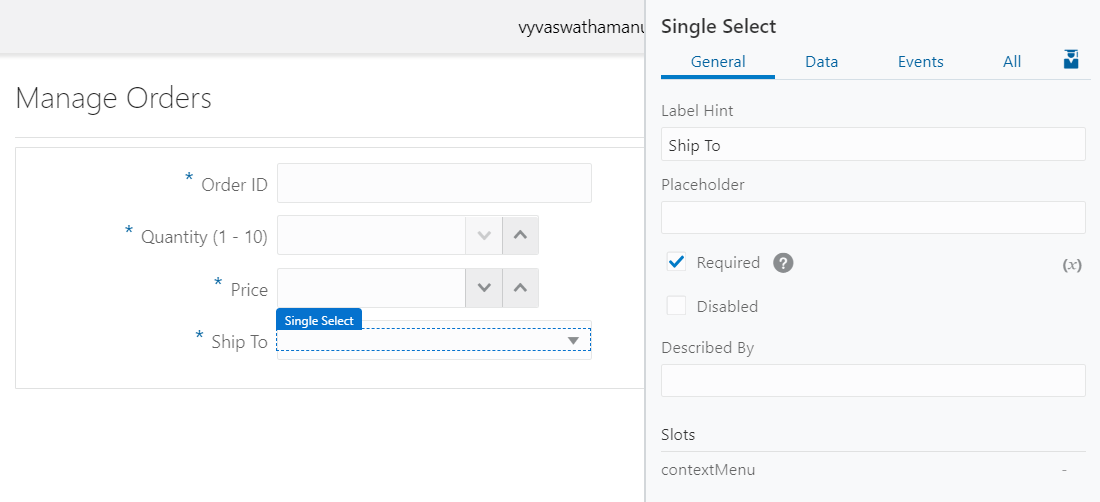 vyvaswathamanu
Manage Orders
* Order ID
* Quantity (1 - 10)
* Price
Single Select
* Ship To
Single Select
General Data Events All
Label Hint
Ship To
Placeholder
Required ? (x)
Disabled
Described By
Slots
contextMenu -